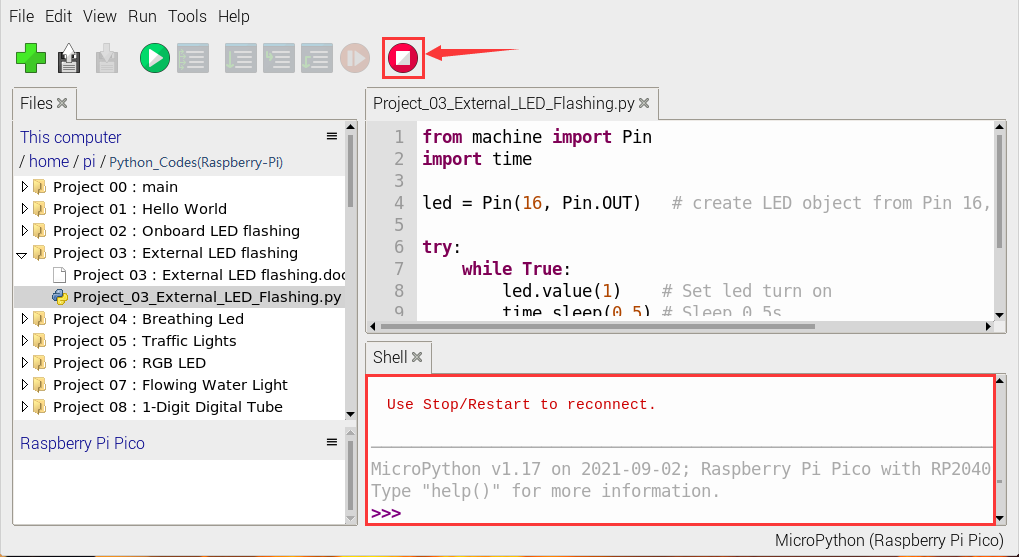 File Edit View Run Tools Help
Files
This computer
/ home / pi / Python_Codes(Raspberry-Pi)
Project 00 : main
Project 01 : Hello World
Project 02 : Onboard LED flashing
Project 03 : External LED flashing
Project 03 : External LED flashing.doc
Project_03_External_LED_Flashing.py
Project 04 : Breathing Led
Project 05 : Traffic Lights
Project 06 : RGB LED
Project 07 : Flowing Water Light
Project 08 : 1-Digit Digital Tube
Raspberry Pi Pico
Project_03_External_LED_Flashing.py
1 from machine import Pin
2 import time
3
4 led = Pin(16, Pin.OUT) # create LED object from Pin 16,
5
6 try:
7 while True:
8 led.value(1) # Set led turn on
9 time.sleep(0.5) # Sleep 0.5s
Shell
Use Stop/Restart to reconnect.
MicroPython v1.17 on 2021-09-02; Raspberry Pi Pico with RP2040
Type "help()" for more information.
>>>
MicroPython (Raspberry Pi Pico)